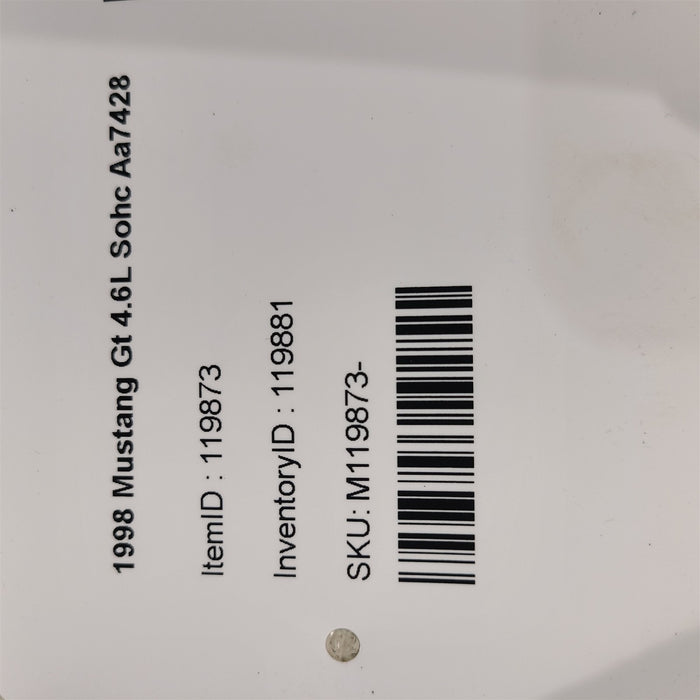 1998 Mustang Gt 4.6L Sohc Aa7428
ItemID : 119873
InventoryID : 119881
SKU: M119873-